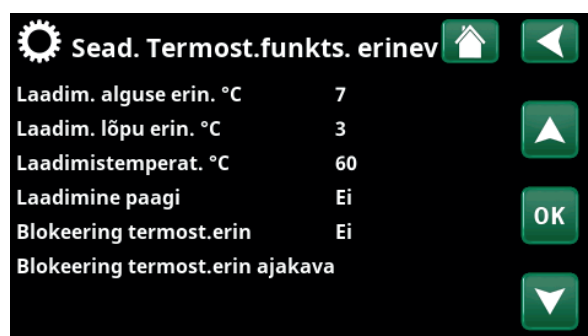 Sead. Termost.funkts. erinev
Laadim. alguse erin. °C 7
Laadim. lõpu erin. °C 3
Laadimistemperat. °C 60
Laadimine paagi Ei
Blokeering termost.erin Ei
Blokeering termost.erin ajakava
OK